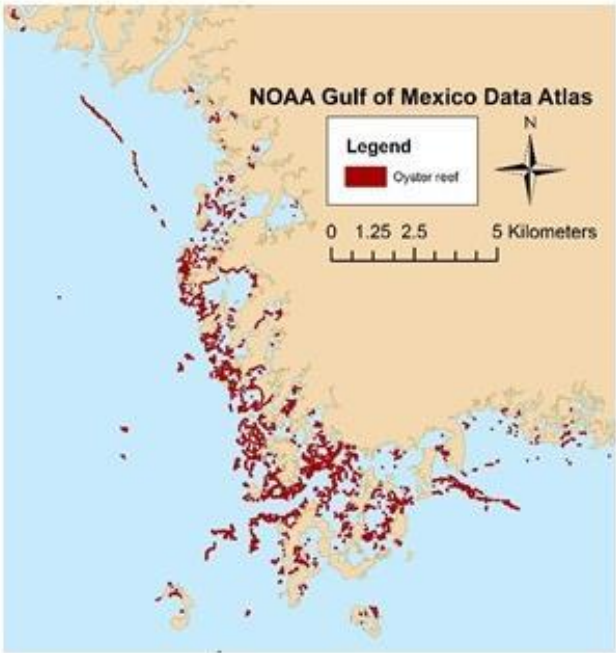 NOAA Gulf of Mexico Data Atlas
Legend
Oyster reef
N
0 1.25 2.5 5 Kilometers